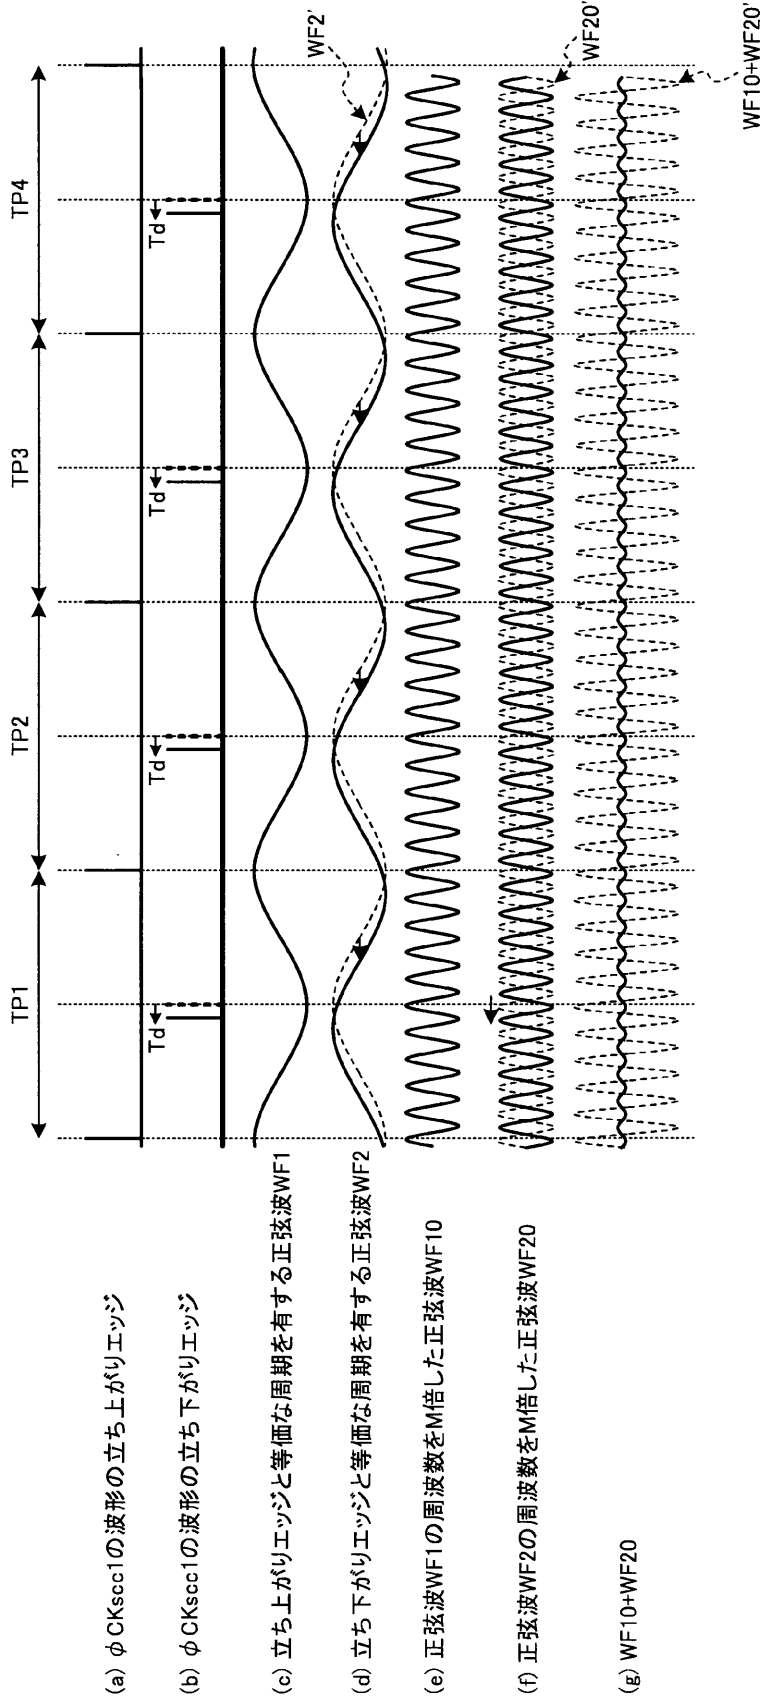 TP1
TP2
TP3
TP4
(a) φCKscc1の波形の立ち上がりエッジ
(b) φCKscc1の波形の立ち下がりエッジ
Td
Td
Td
Td
(c) 立ち上がりエッジと等価な周期を有する正弦波WF1
(d) 立ち下がりエッジと等価な周期を有する正弦波WF2
WF2'
(e) 正弦波WF1の周波数をM倍した正弦波WF10
(f) 正弦波WF2の周波数をM倍した正弦波WF20
WF20'
(g) WF10+WF20
WF10+WF20'